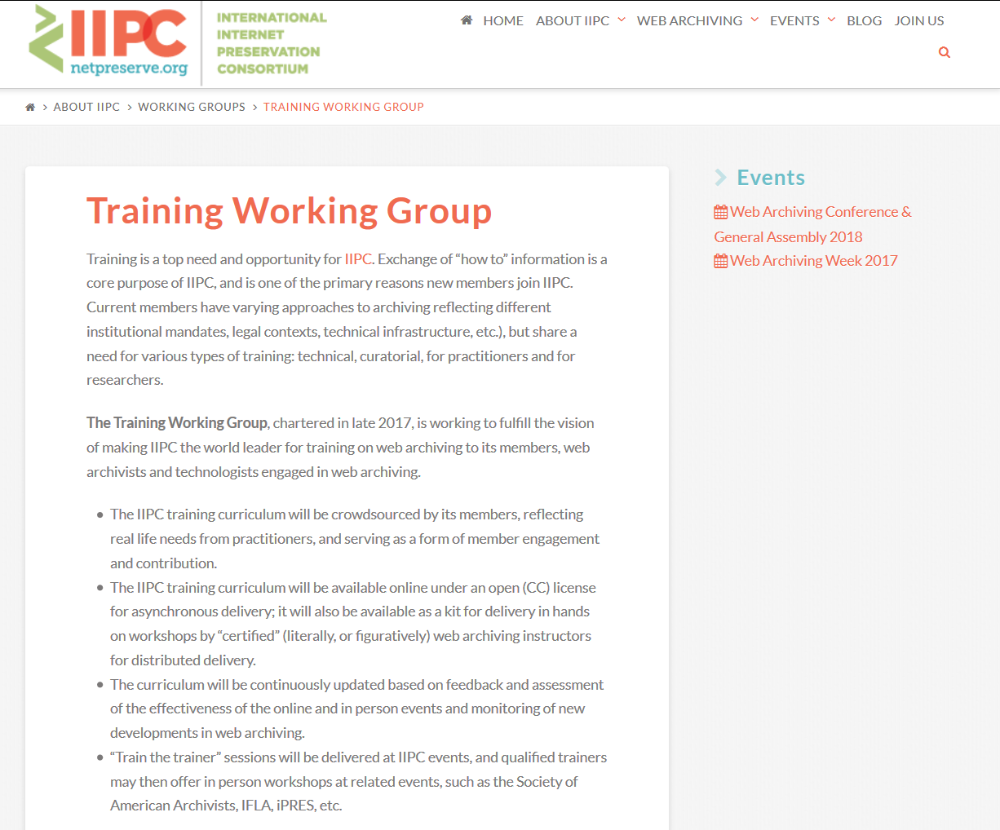 IIPC
netpreserve.org
INTERNATIONAL
INTERNET
PRESERVATION
CONSORTIUM
HOME ABOUT IIPC WEB ARCHIVING EVENTS BLOG JOIN US
ABOUT IIPC > WORKING GROUPS > TRAINING WORKING GROUP
Training Working Group
Training is a top need and opportunity for IIPC. Exchange of “how to” information is a
core purpose of IIPC, and is one of the primary reasons new members join IIPC.
Current members have varying approaches to archiving reflecting different
institutional mandates, legal contexts, technical infrastructure, etc.), but share a
need for various types of training: technical, curatorial, for practitioners and for
researchers.
The Training Working Group, chartered in late 2017, is working to fulfill the vision
of making IIPC the world leader for training on web archiving to its members, web
archivists and technologists engaged in web archiving.
• The IIPC training curriculum will be crowdsourced by its members, reflecting
real life needs from practitioners, and serving as a form of member engagement
and contribution.
• The IIPC training curriculum will be available online under an open (CC) license
for asynchronous delivery; it will also be available as a kit for delivery in hands
on workshops by “certified” (literally, or figuratively) web archiving instructors
for distributed delivery.
• The curriculum will be continuously updated based on feedback and assessment
of the effectiveness of the online and in person events and monitoring of new
developments in web archiving.
• “Train the trainer” sessions will be delivered at IIPC events, and qualified trainers
may then offer in person workshops at related events, such as the Society of
American Archivists, IFLA, iPRES, etc.
Events
Web Archiving Conference &
General Assembly 2018
Web Archiving Week 2017